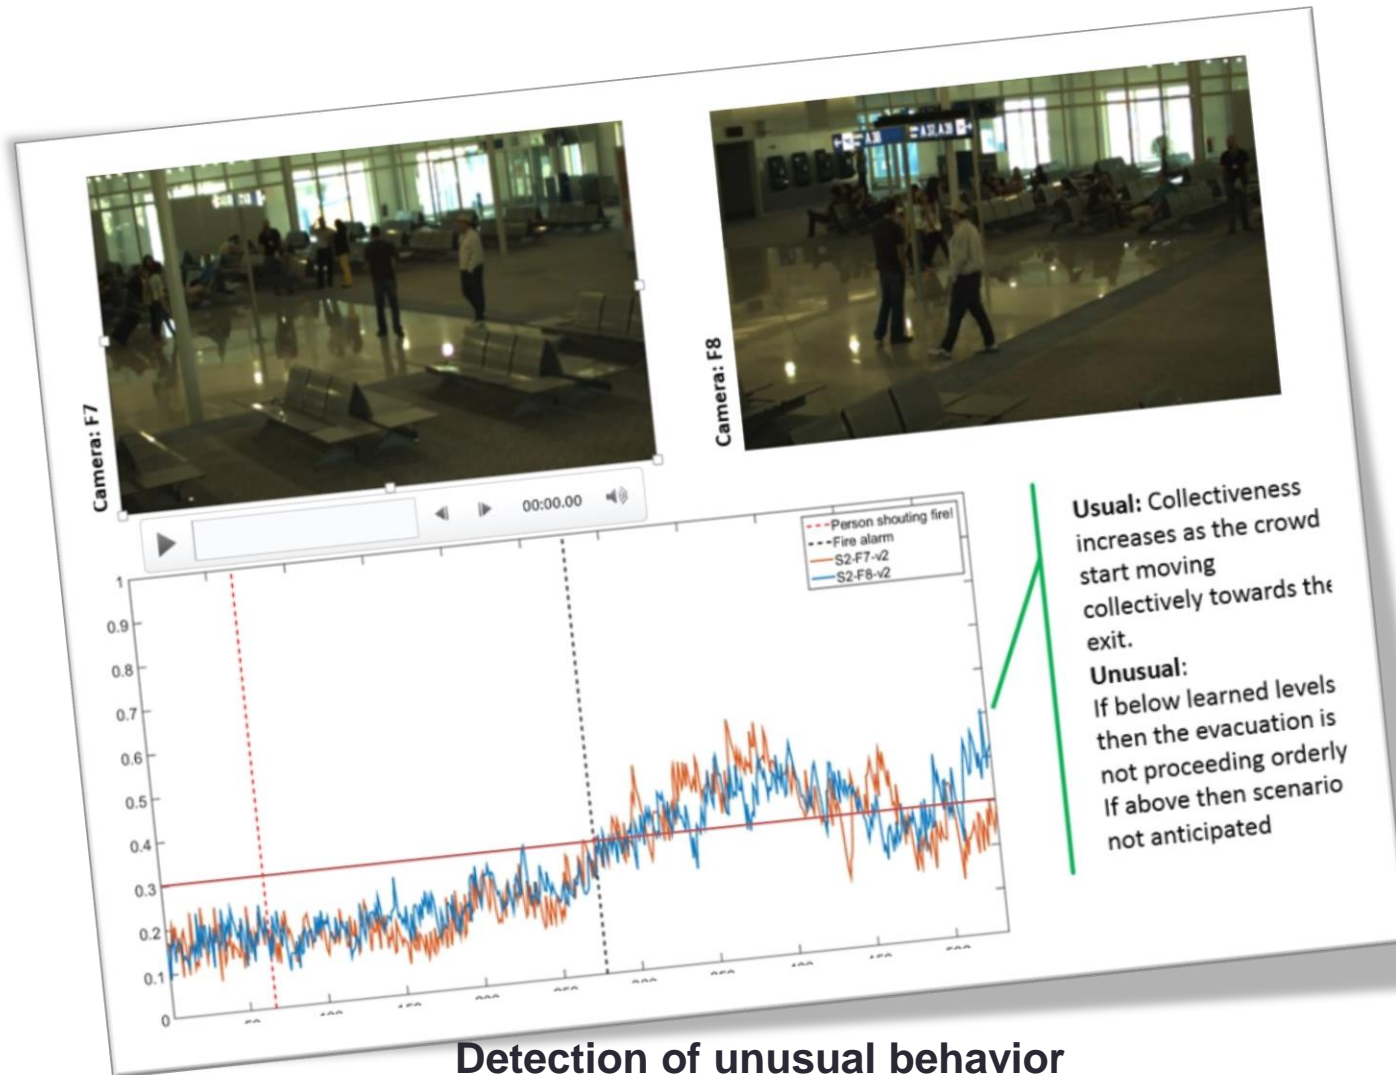 A38
A37,A39
Camera: F7
Camera: F8
00:00.00
Person shouting fire!
Fire alarm
S2-F7-v2
S2-F8-v2
1
0.9
0.8
0.7
0.6
0.5
0.4
0.3
0.2
0.1
0
Usual: Collectiveness
increases as the crowd
start moving
collectively towards the
exit.
Unusual:
If below learned levels
then the evacuation is
not proceeding orderly
If above then scenario
not anticipated
Detection of unusual behavior